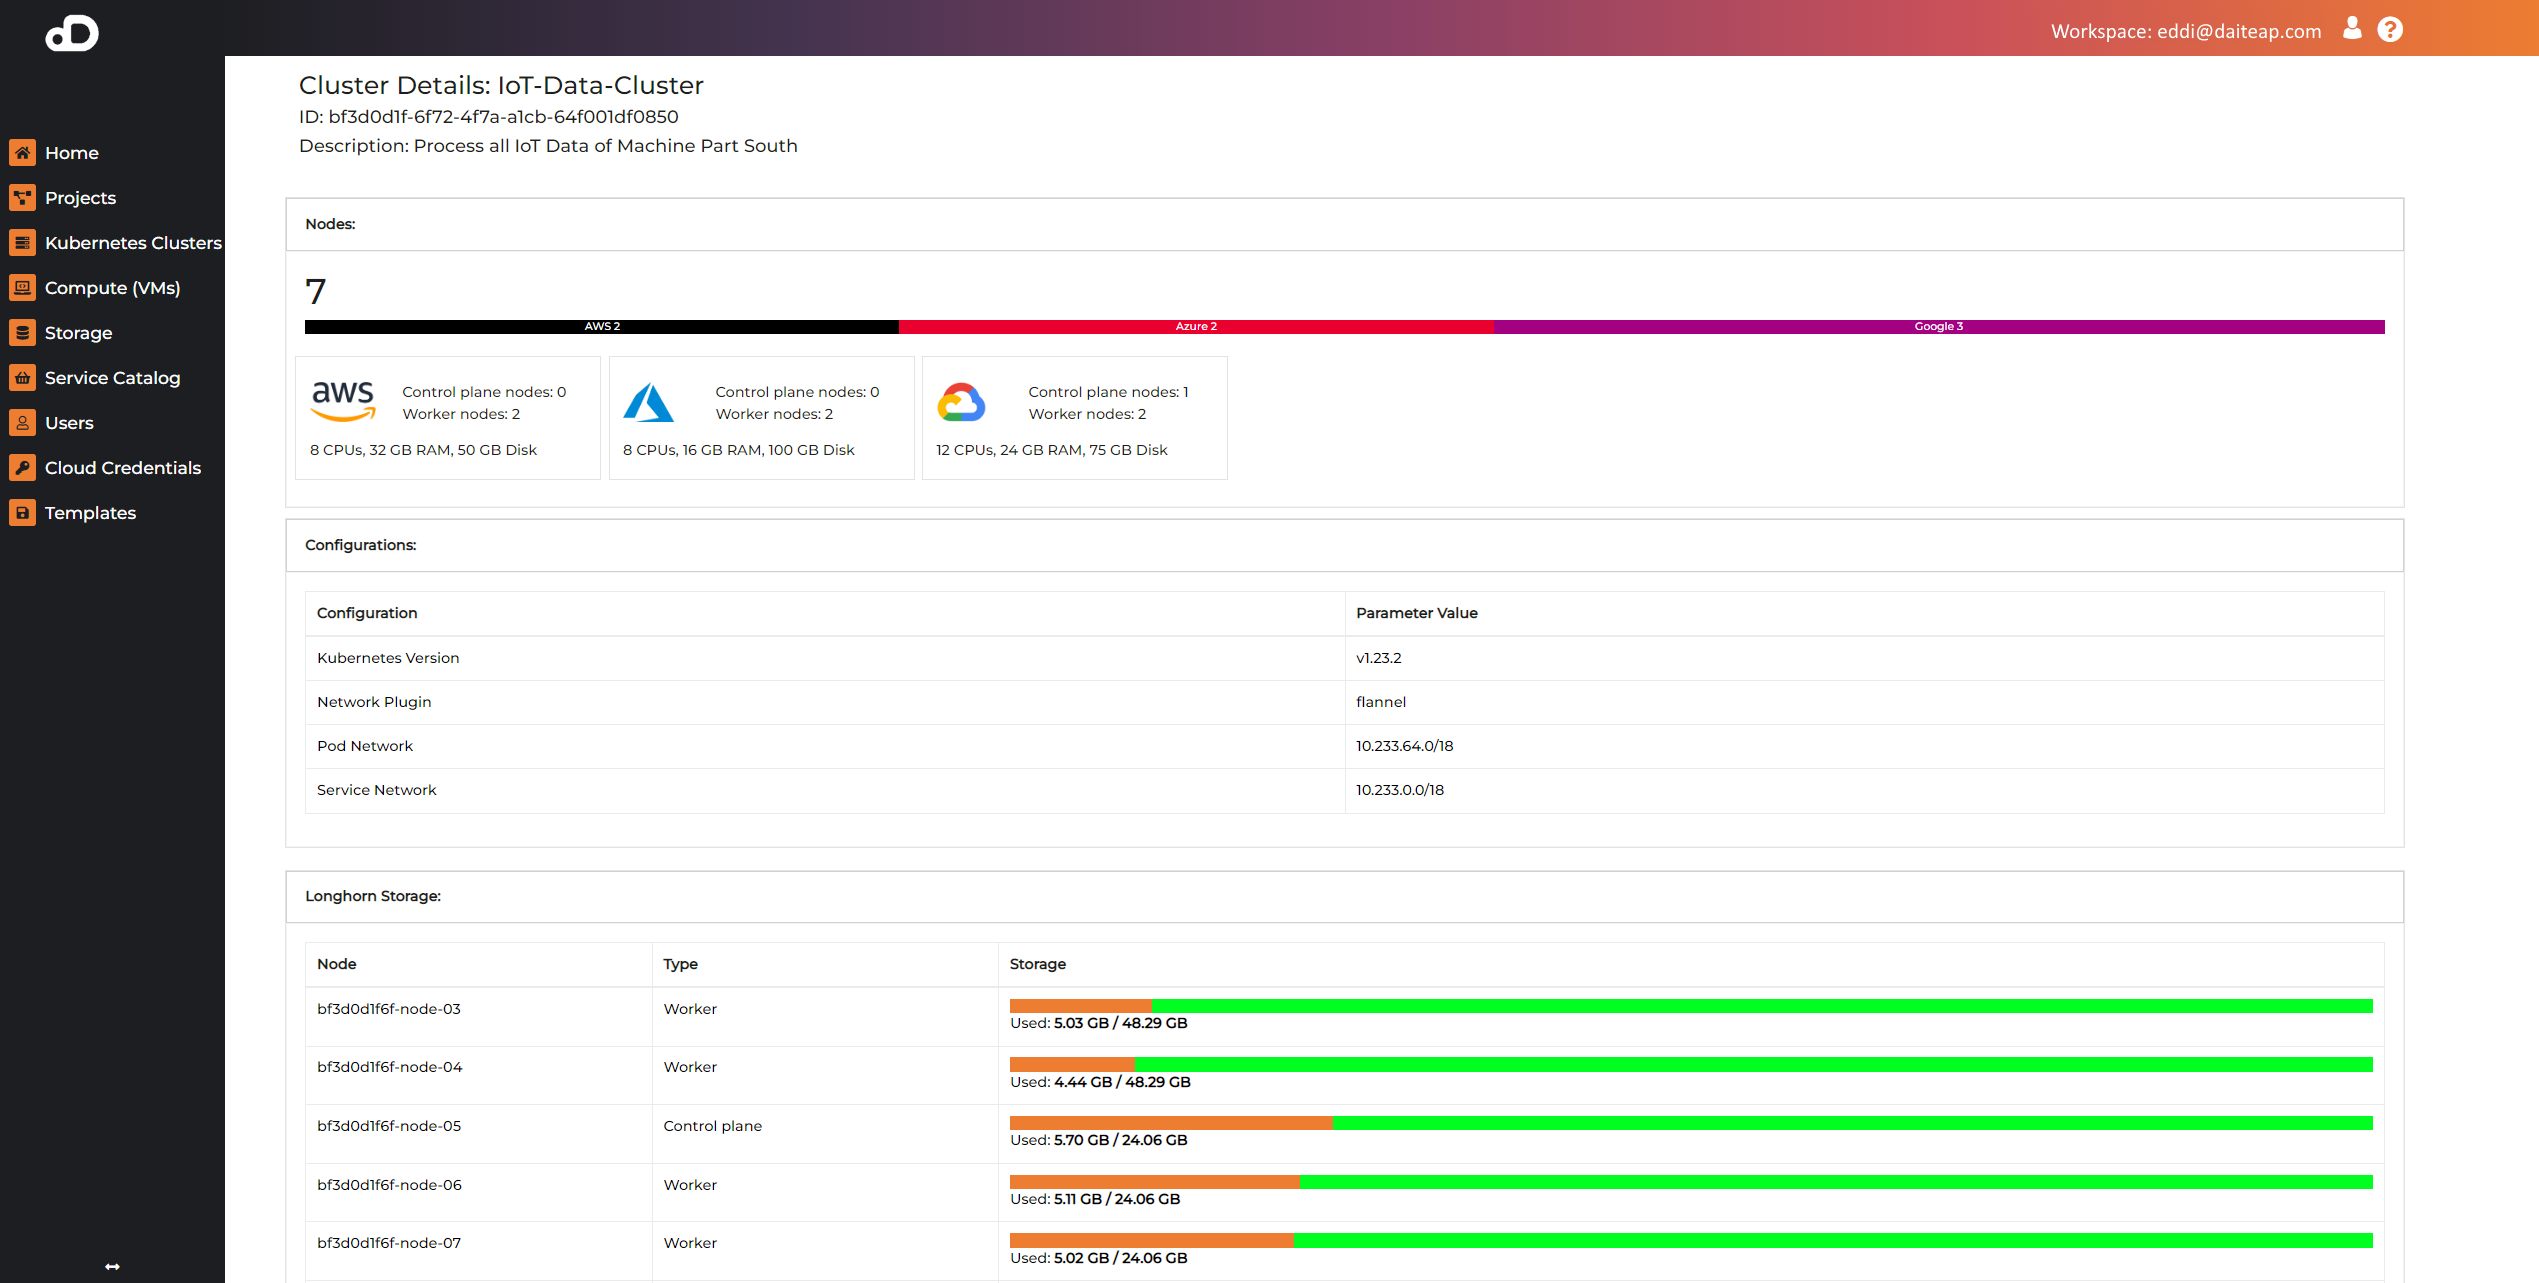 Workspace: eddi@daiteap.com
Home
Projects
Kubernetes Clusters
Compute (VMs)
Storage
Service Catalog
Users
Cloud Credentials
Templates
Cluster Details: IoT-Data-Cluster
ID: bf3d0d1f-6f72-4f7a-a1cb-64f001df0850
Description: Process all IoT Data of Machine Part South
Nodes:
7
AWS 2 Azure 2 Google 3
aws
Control plane nodes: 0
Worker nodes: 2
8 CPUs, 32 GB RAM, 50 GB Disk
Control plane nodes: 0
Worker nodes: 2
8 CPUs, 16 GB RAM, 100 GB Disk
Control plane nodes: 1
Worker nodes: 2
12 CPUs, 24 GB RAM, 75 GB Disk
Configurations:
Configuration Parameter Value
Kubernetes Version v1.23.2
Network Plugin flannel
Pod Network 10.233.64.0/18
Service Network 10.233.0.0/18
Longhorn Storage:
Node Type Storage
bf3d0d1f6f-node-03 Worker
Used: 5.03 GB / 48.29 GB
bf3d0d1f6f-node-04 Worker
Used: 4.44 GB / 48.29 GB
bf3d0d1f6f-node-05 Control plane
Used: 5.70 GB / 24.06 GB
bf3d0d1f6f-node-06 Worker
Used: 5.11 GB / 24.06 GB
bf3d0d1f6f-node-07 Worker
Used: 5.02 GB / 24.06 GB